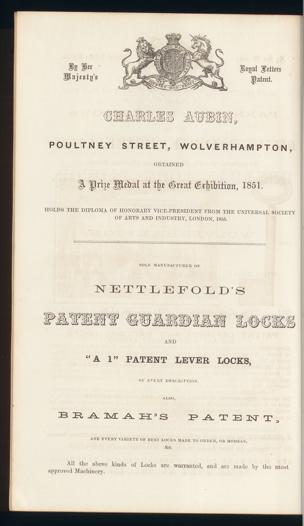 By Her
Majesty's
Royal Letters
Patent.
CHARLES AUBIN,
POULTNEY STREET, WOLVERHAMPTON,
OBTAINED
A Prize Medal at the Great Exhibition, 1851.
HOLDS THE DIPLOMA OF HONORARY VICE-PRESIDENT FROM THE UNIVERSAL SOCIETY
OF ARTS AND INDUSTRY, LONDON, 1856.
SOLE MANUFACTURER OF
NETTLEFOLD'S
PATENT GUARDIAN LOCKS
AND
"A 1" PATENT LEVER LOCKS,
OF EVERY DESCRIPTION.
ALSO,
BRAMAH'S PATENT,
AND EVERY VARIETY OF BEST LOCKS MADE TO ORDER, OR MODELS,
&c.
All the above kinds of Locks are warranted, and are made by the most
approved Machinery.